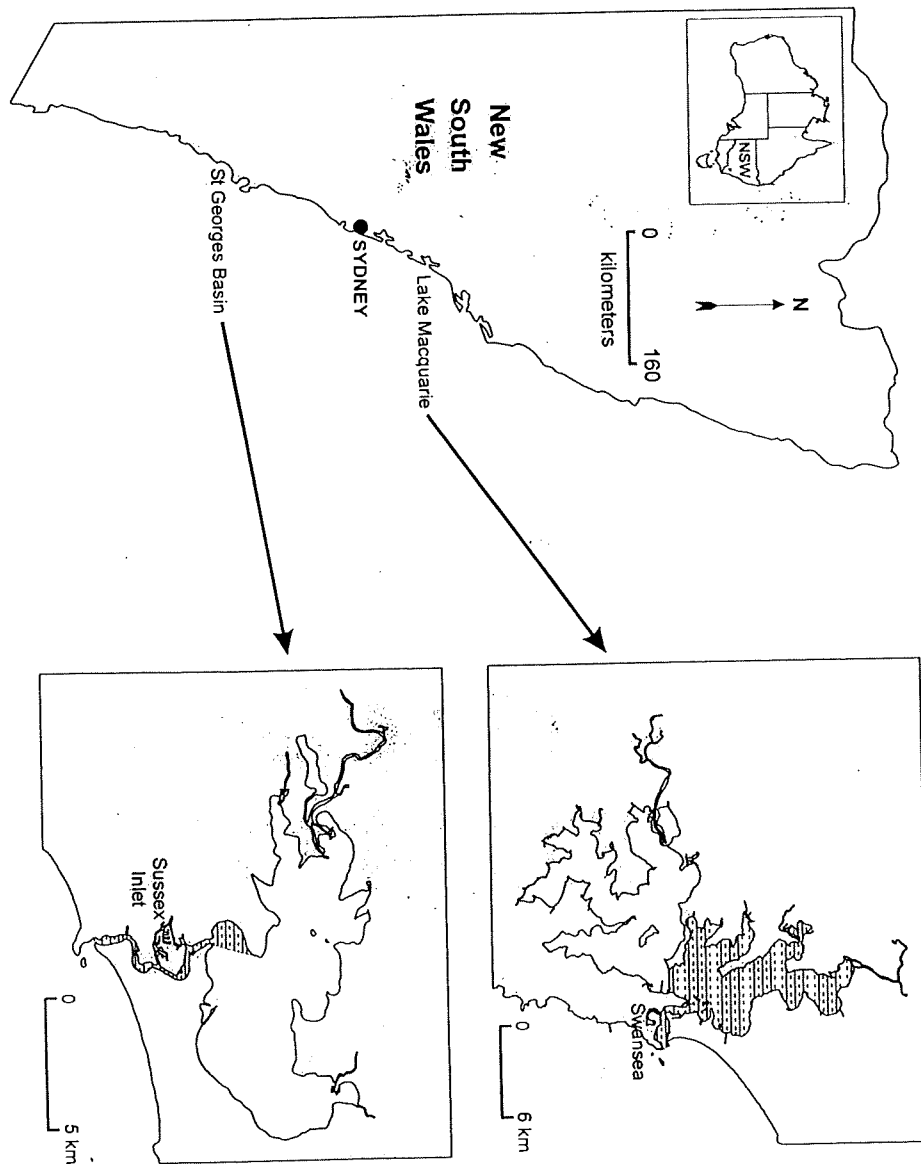 NSW
N
0
160
kilometers
New
South
Wales
Lake Macquarie
SYDNEY
St Georges Basin
Swansea
0
6 km
Sussex
Inlet
0
5 km